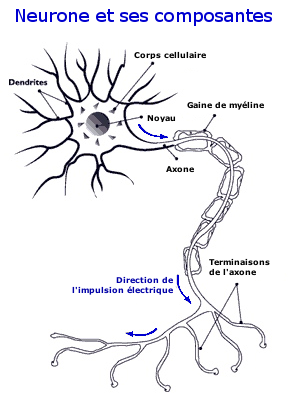 Neurone et ses composantes
Corps cellulaire
Dendrites
Gaine de myéline
Noyau
Axone
Terminaisons
de l'axone
Direction de
l'impulsion électrique